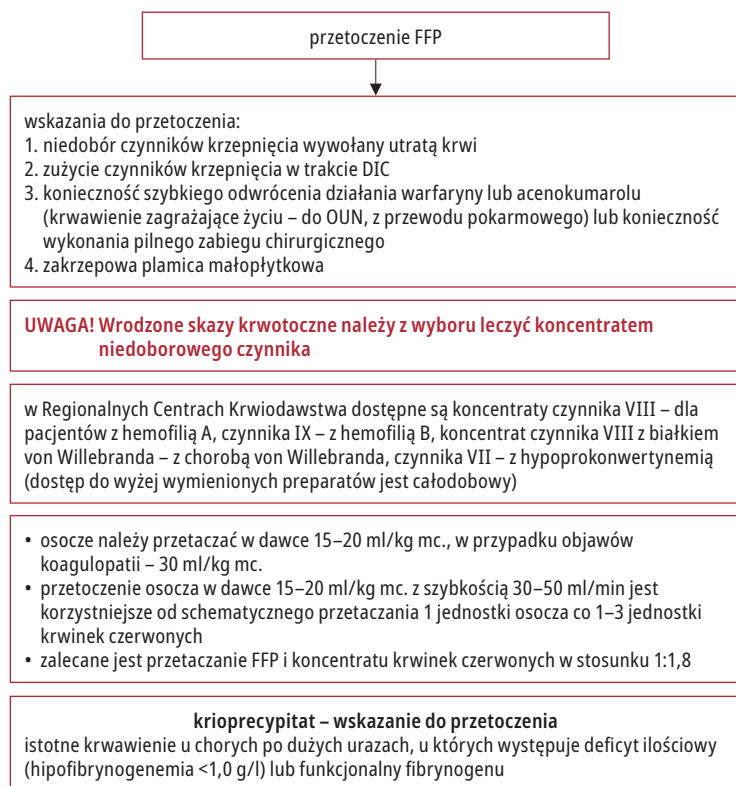 przetoczenie FFP
wskazania do przetoczenia:
1. niedobór czynników krzepnięcia wywołany utratą krwi
2. zużycie czynników krzepnięcia w trakcie DIC
3. konieczność szybkiego odwrócenia działania warfaryny lub acenokumarolu
(krwawienie zagrażające życiu – do OUN, z przewodu pokarmowego) lub konieczność
wykonania pilnego zabiegu chirurgicznego
4. zakrzepowa plamica małopłytkowa
UWAGA! Wrodzone skazy krwotoczne należy z wyboru leczyć koncentratem
niedoborowego czynnika
w Regionalnych Centrach Krwiodawstwa dostępne są koncentraty czynnika VIII – dla
pacjentów z hemofilią A, czynnika IX – z hemofilią B, koncentrat czynnika VIII z białkiem
von Willebranda – z chorobą von Willebranda, czynnika VII – z hypoprokonwertynemią
(dostęp do wyżej wymienionych preparatów jest całodobowy)
• osocze należy przetaczać w dawce 15–20 ml/kg mc., w przypadku objawów
koagulopatii – 30 ml/kg mc.
• przetoczenie osocza w dawce 15–20 ml/kg mc. z szybkością 30–50 ml/min jest
korzystniejsze od schematycznego przetaczania 1 jednostki osocza co 1–3 jednostki
krwinek czerwonych
• zalecane jest przetaczanie FFP i koncentratu krwinek czerwonych w stosunku 1:1,8
krioprecypitat – wskazanie do przetoczenia
istotne krwawienie u chorych po dużych urazach, u których występuje deficyt ilościowy
(hipofibrynogenemia <1,0 g/l) lub funkcjonalny fibrynogenu